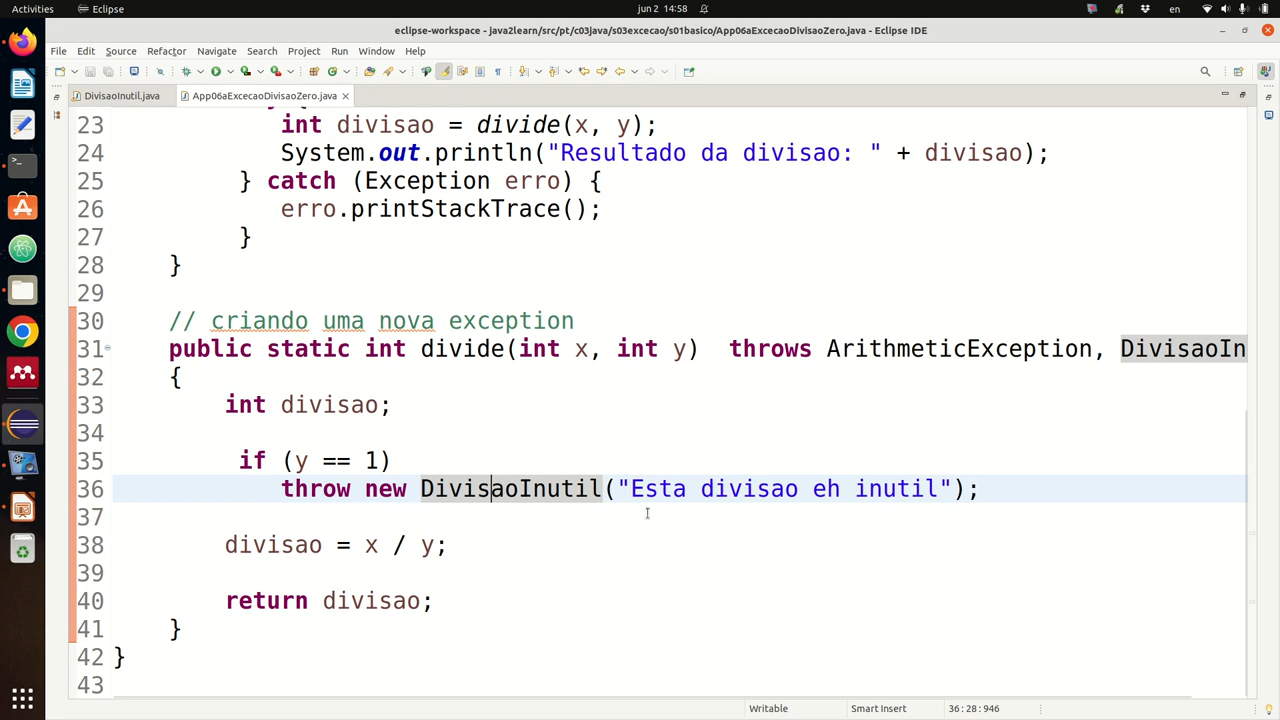 Activities
Eclipse
jun 2 14:58
en
eclipse-workspace - java2learn/src/pt/c03java/s03excecao/s01basico/App06aExcecaoDivisaoZero.java - Eclipse IDE
File Edit Source Refactor Navigate Search Project Run Window Help
DivisaoInutil.java
App06aExcecaoDivisaoZero.java
23 int divisao = divide(x, y);
24 System.out.println("Resultado da divisao: " + divisao);
25 } catch (Exception erro) {
26 erro.printStackTrace();
27 }
28 }
29
30 // criando uma nova exception
31 public static int divide(int x, int y)  throws ArithmeticException, DivisaoIn
32 {
33 int divisao;
34
35 if (y == 1)
36 throw new DivisaoInutil("Esta divisao eh inutil");
37
38 divisao = x / y;
39
40 return divisao;
41 }
42 }
43
Writable
Smart Insert
36 : 28 : 946